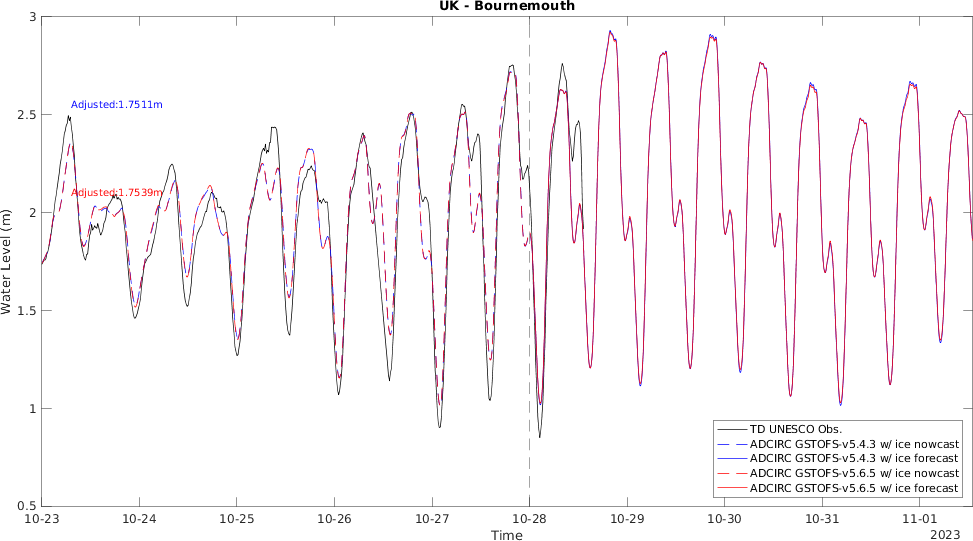 UK - Bournemouth
3
2.5
2
1.5
1
0.5
Water Level (m)
Adjusted:1.7511m
Adjusted:1.7539m
TD UNESCO Obs.
ADCIRC GSTOFS-v5.4.3 w/ ice nowcast
ADCIRC GSTOFS-v5.4.3 w/ ice forecast
ADCIRC GSTOFS-v5.6.5 w/ ice nowcast
ADCIRC GSTOFS-v5.6.5 w/ ice forecast
10-23 10-24 10-25 10-26 10-27 10-28 10-29 10-30 10-31 11-01
Time
2023